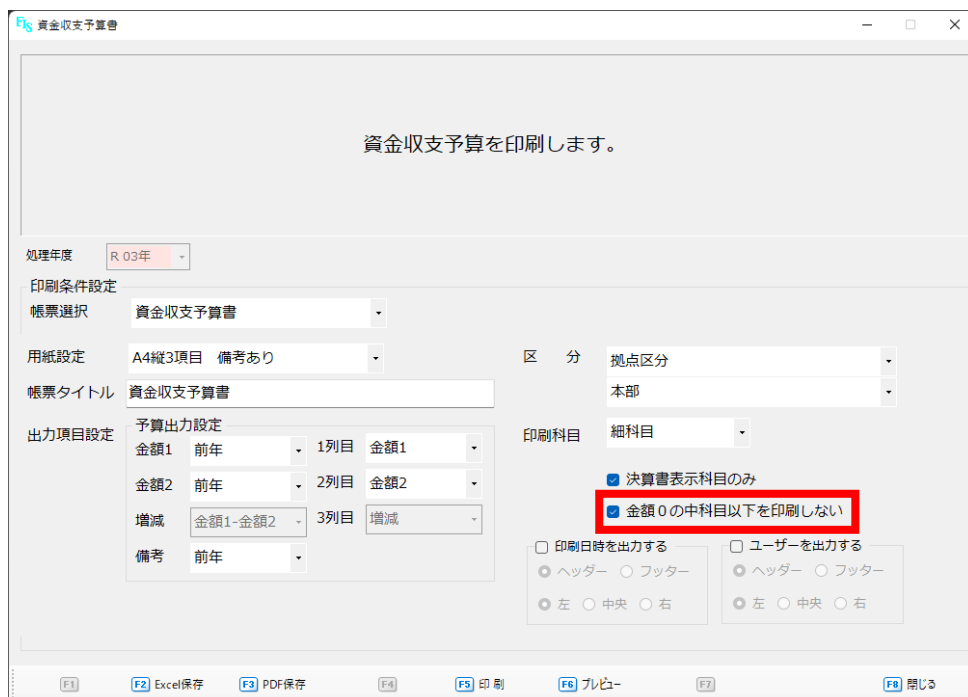 FIS 資金収支予算書
資金収支予算を印刷します。
処理年度 R 03年
印刷条件設定
帳票選択 資金収支予算書
用紙設定 A4縦3項目 備考あり
区 分 拠点区分
本部
帳票タイトル 資金収支予算書
出力項目設定 予算出力設定
金額1 前年 1列目 金額1
金額2 前年 2列目 金額2
増減 金額1-金額2 3列目 増減
備考 前年
印刷科目 細科目
決算書表示科目のみ
金額０の中科目以下を印刷しない
印刷日時を出力する
ヘッダー フッター
左 中央 右
ユーザーを出力する
ヘッダー フッター
左 中央 右
F1 F2 Excel保存 F3 PDF保存 F4 F5 印 刷 F6 プレビュー F7 F8 閉じる